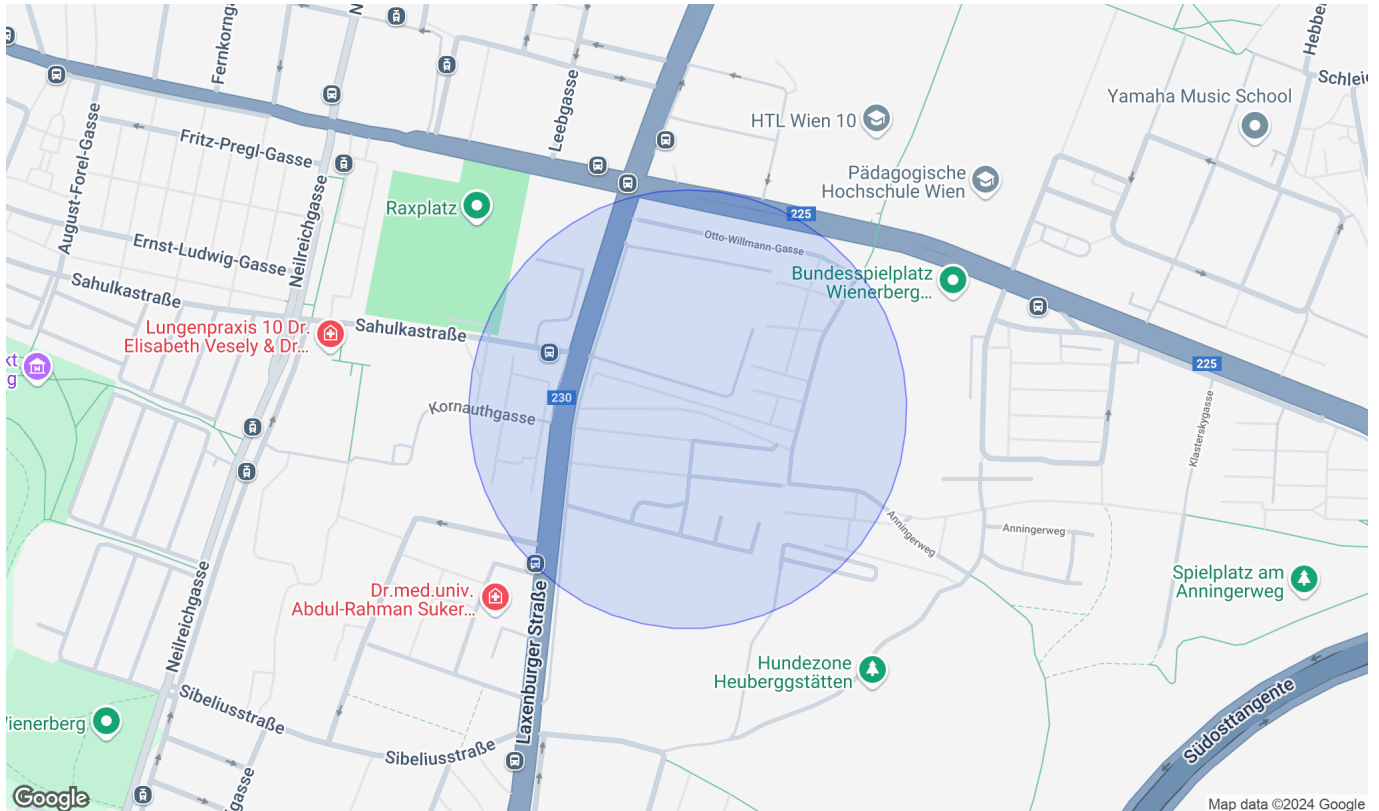 Fernkorng
August-Forel-Gasse
Fritz-Pregl-Gasse
Leebgasse
HTL Wien 10
Yamaha Music School
Hebbe
Schleie
Pädagogische
Hochschule Wien
Raxplatz
225
Otto-Willmann-Gasse
Ernst-Ludwig-Gasse
Neilreichgasse
Bundesspielplatz
Wienerberg...
Sahulkastraße
Lungenpraxis 10 Dr.
Elisabeth Vesely & Dr...
Sahulkastraße
kt
g
225
230
Kornauthgasse
Klasterskygasse
Anningerweg
Anningerweg
Dr.med.univ.
Abdul-Rahman Suker...
Spielplatz am
Anningerweg
Laxenburger Straße
Neilreichgasse
Hundezone
Heuberggstätten
Sibeliusstraße
Wienerberg
Sibeliusstraße
Südosttangente
gasse
Google
Map data ©2024 Google